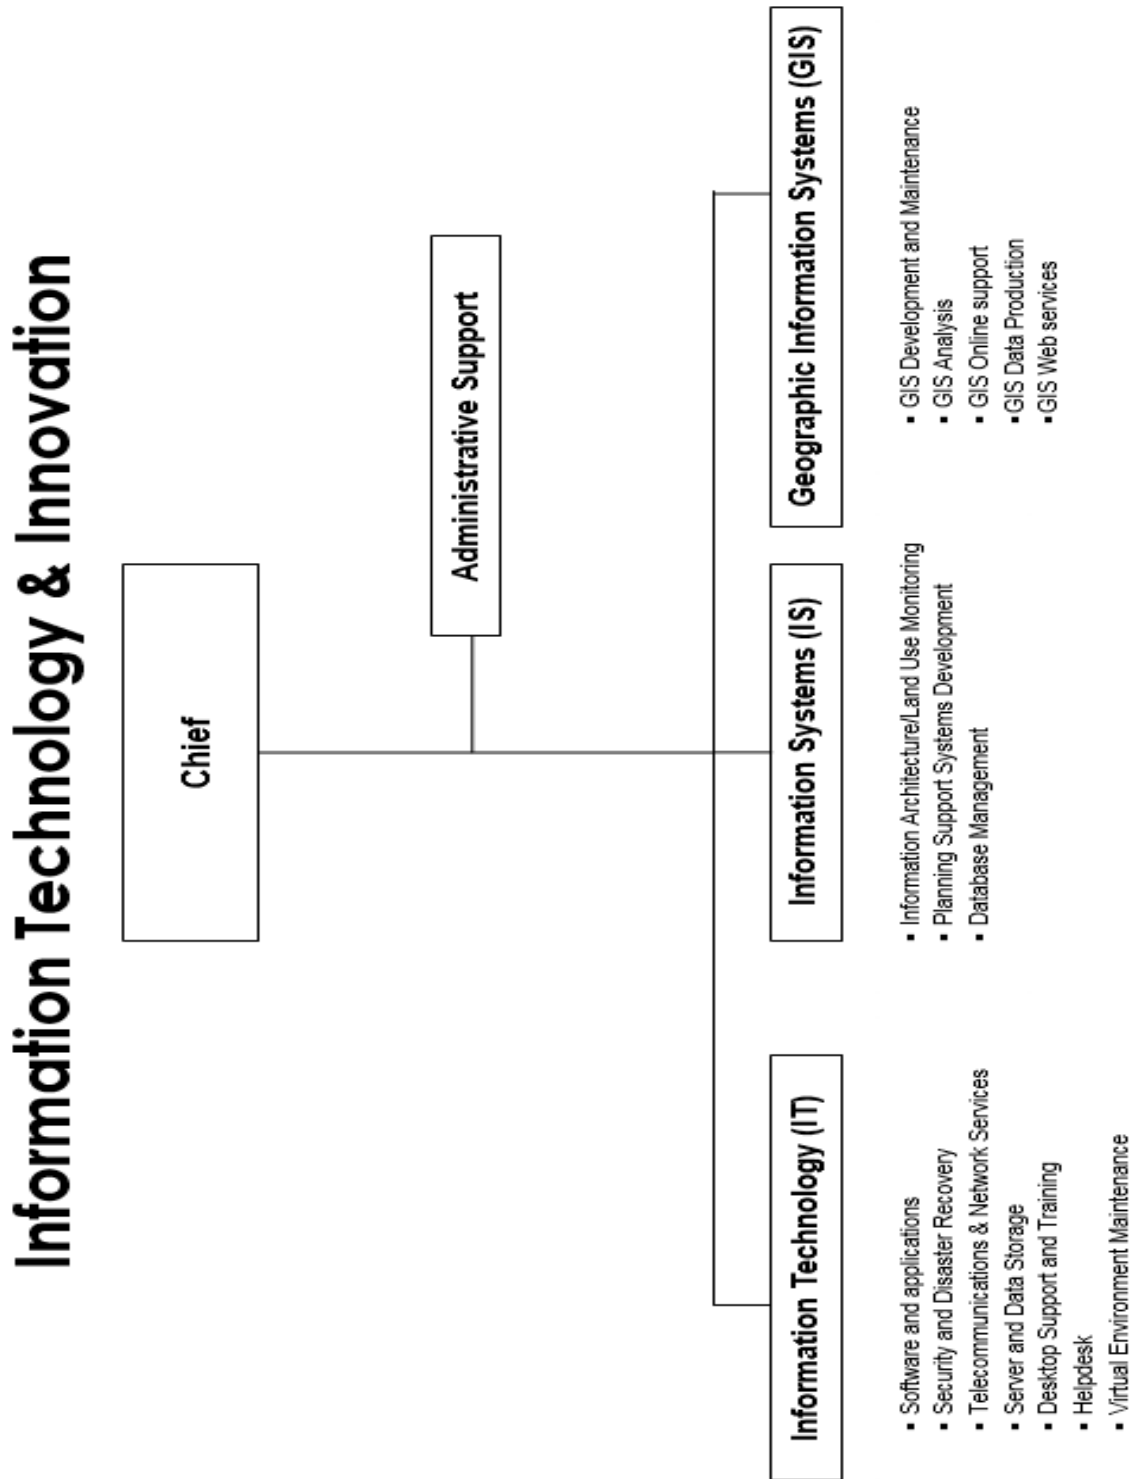 Information Technology & Innovation
Chief
Administrative Support
Information Technology (IT)
▪ Software and applications
▪ Security and Disaster Recovery
▪ Telecommunications & Network Services
▪ Server and Data Storage
▪ Desktop Support and Training
▪ Helpdesk
▪ Virtual Environment Maintenance
Information Systems (IS)
▪ Information Architecture/Land Use Monitoring
▪ Planning Support Systems Development
▪ Database Management
Geographic Information Systems (GIS)
▪ GIS Development and Maintenance
▪ GIS Analysis
▪ GIS Online support
▪GIS Data Production
▪GIS Web services